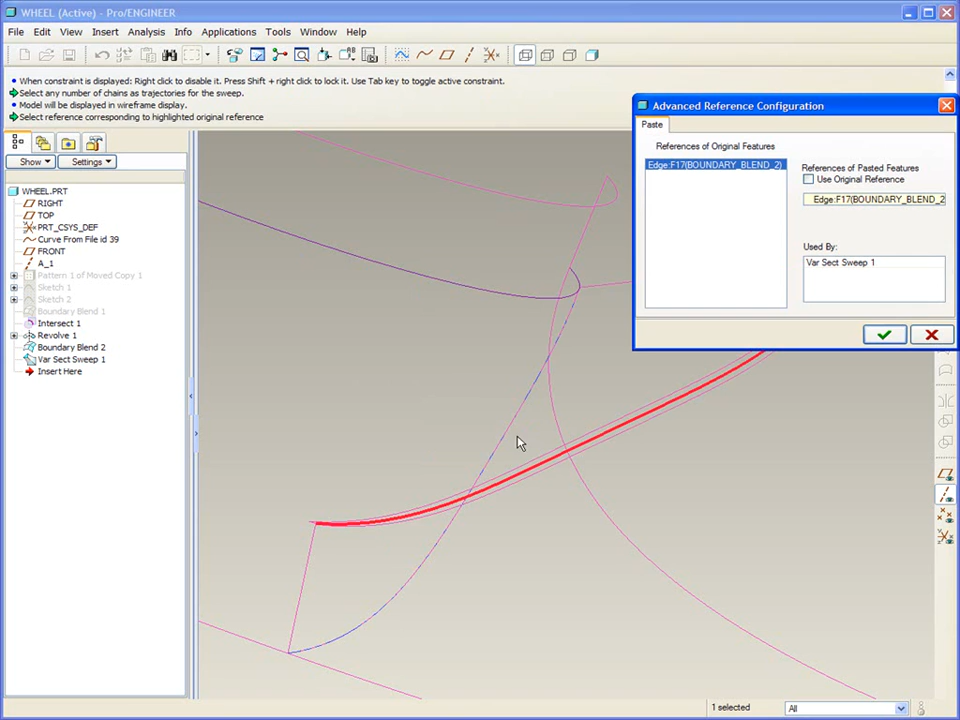 WHEEL (Active) - Pro/ENGINEER
File Edit View Insert Analysis Info Applications Tools Window Help
• When constraint is displayed: Right click to disable it. Press Shift + right click to lock it. Use Tab key to toggle active constraint.
Select any number of chains as trajectories for the sweep.
• Model will be displayed in wireframe display.
Select reference corresponding to highlighted original reference
Show
Settings
WHEEL.PRT
RIGHT
TOP
PRT_CSYS_DEF
Curve From File id 39
FRONT
A_1
Pattern 1 of Moved Copy 1
Sketch 1
Sketch 2
Boundary Blend 1
Intersect 1
Revolve 1
Boundary Blend 2
Var Sect Sweep 1
Insert Here
Advanced Reference Configuration
Paste
References of Original Features
Edge:F17(BOUNDARY_BLEND_2)
References of Pasted Features
Use Original Reference
Edge:F17(BOUNDARY_BLEND_2
Used By:
Var Sect Sweep 1
1 selected
All